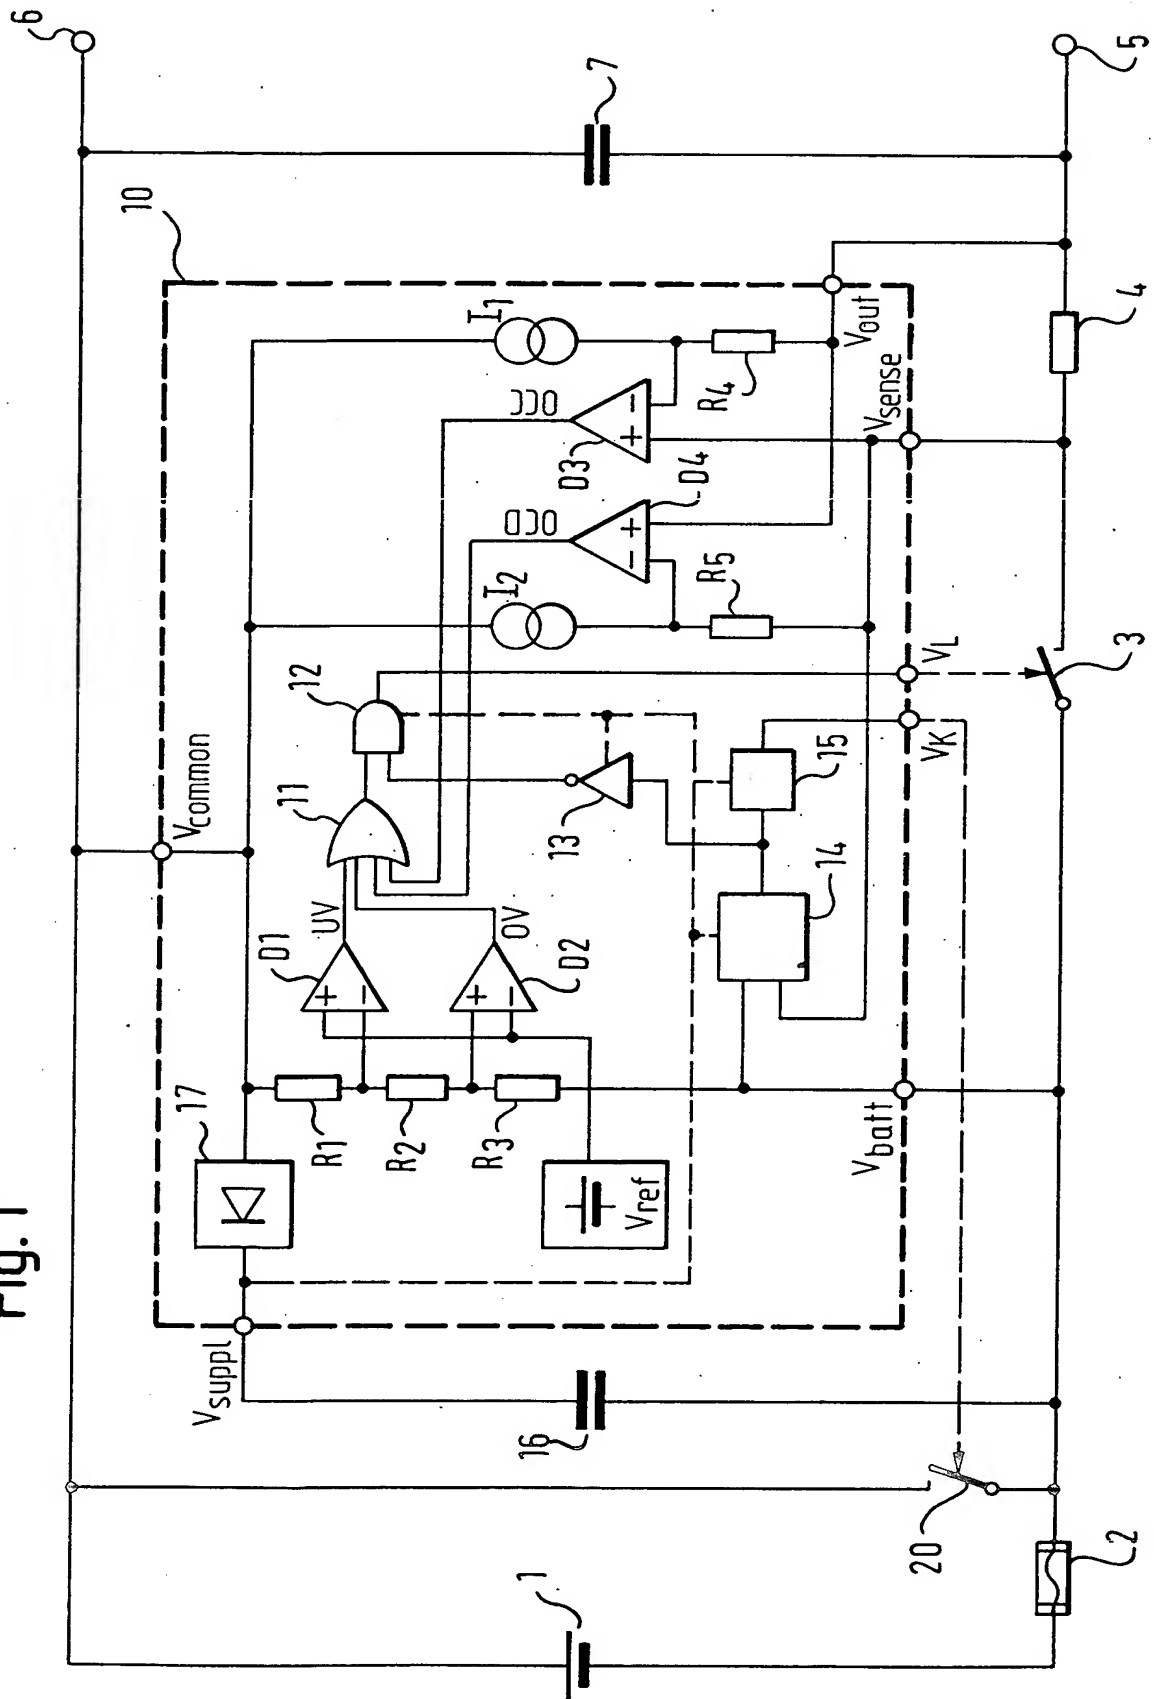 Fig. 1
6
5
7
10
Vcommon
I1
R4
Vout
Vsense
4
OCC
D3
+
−
OCD
D4
−
+
I2
R5
VL
3
12
11
13
15
VK
14
UV
D1
+
−
OV
D2
+
−
17
R1
R2
R3
Vref
Vbatt
Vsuppl
16
20
1
2